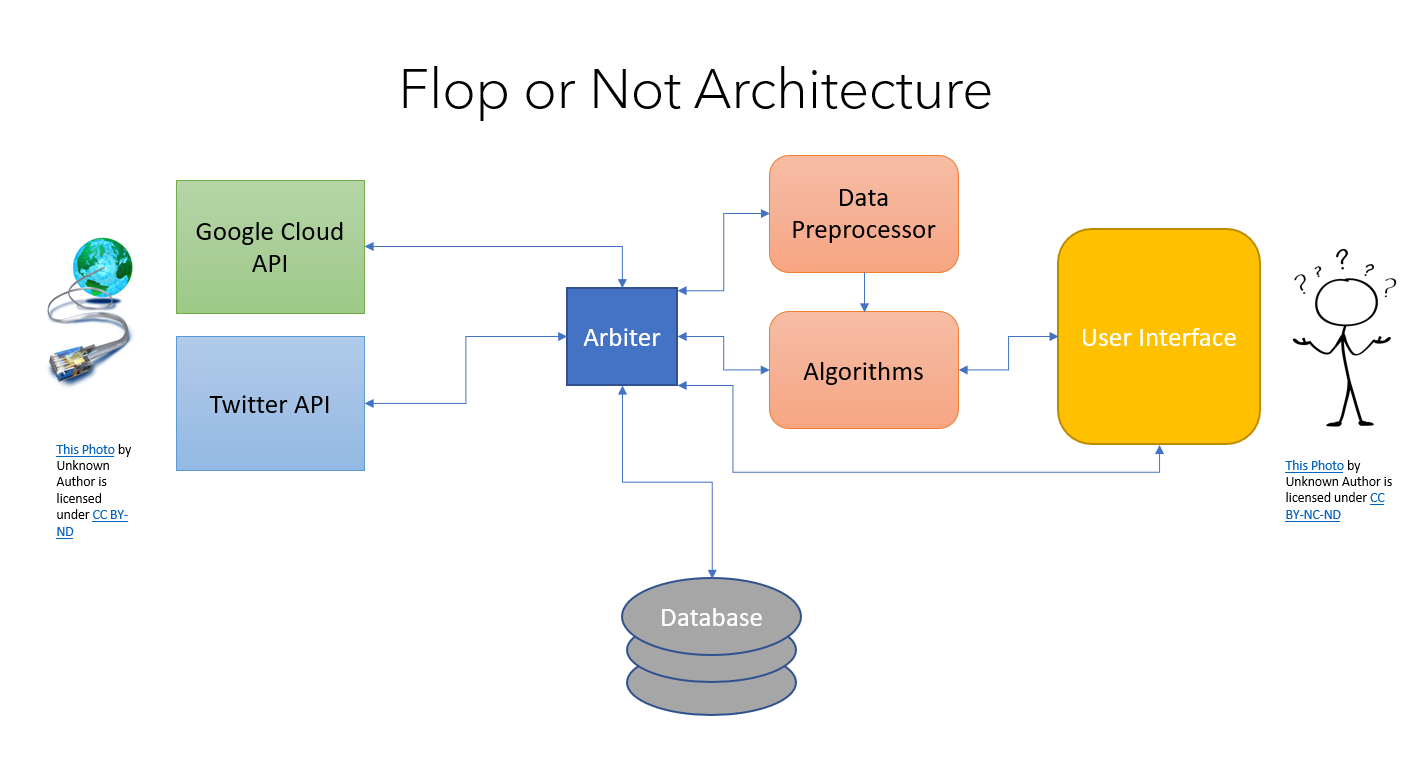 Flop or Not Architecture
Google Cloud
API
Twitter API
This Photo by
Unknown
Author is
licensed
under CC BY-
ND
Arbiter
Data
Preprocessor
Algorithms
User Interface
? ? ? ? ?
This Photo by
Unknown Author is
licensed under CC
BY-NC-ND
Database